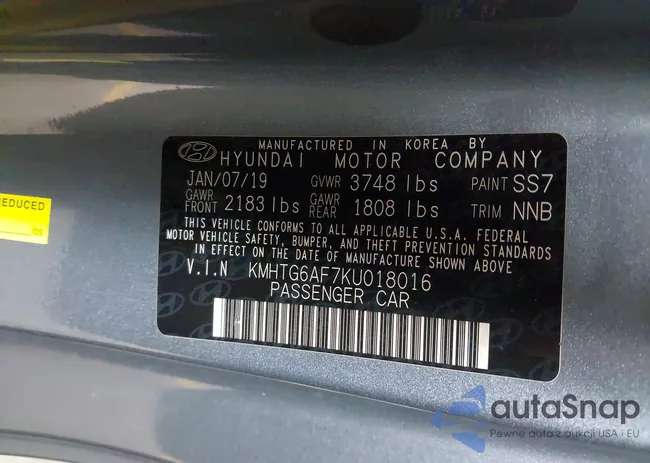 MANUFACTURED IN KOREA BY
HYUNDAI MOTOR COMPANY
JAN/07/19 GVWR 3748 lbs PAINT SS7
GAWR FRONT 2183 lbs GAWR REAR 1808 lbs TRIM NNB
THIS VEHICLE CONFORMS TO ALL APPLICABLE U.S.A. FEDERAL
MOTOR VEHICLE SAFETY, BUMPER, AND THEFT PREVENTION STANDARDS
IN EFFECT ON THE DATE OF MANUFACTURE SHOWN ABOVE.
V.I.N KMHTG6AF7KU018016
PASSENGER CAR
REDUCED
lbs
autaSnap
Pewne auta z aukcji USA i EU